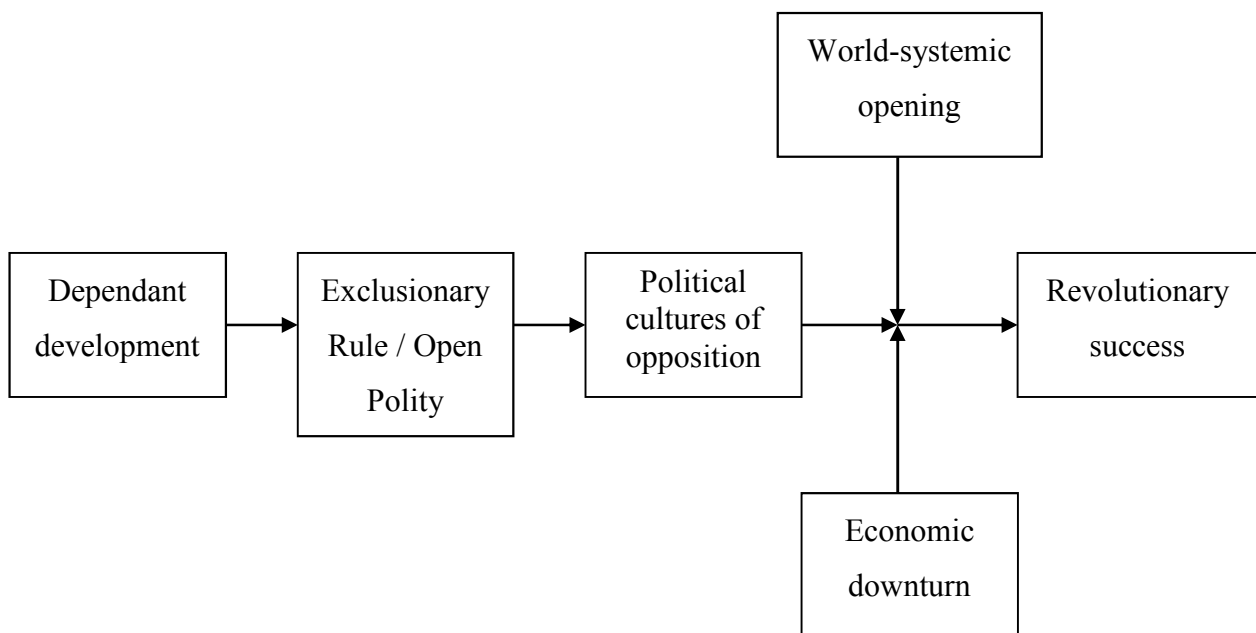 World-systemic
opening
Dependant
development
Exclusionary
Rule / Open
Polity
Political
cultures of
opposition
Revolutionary
success
Economic
downturn